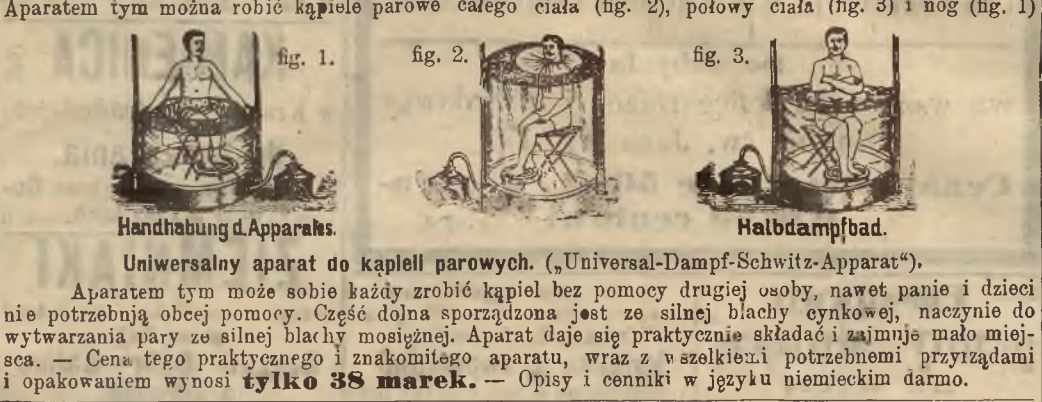 Aparatem tym można robić kąpiele parowe całego ciała (fig. 2), połowy ciała (fig. 3) i nóg (fig. 1)
fig. 1.
fig. 2.
fig. 3.
Handhabung d. Apparates.
Halbdampfbad.
Uniwersalny aparat do kąpieli parowych. („Universal-Dampf-Schwitz-Apparat“).
Aparatem tym może sobie każdy zrobić kąpiel bez pomocy drugiej osoby, nawet panie i dzieci
nie potrzebnją obcej pomocy. Część dolna sporządzona jest ze silnej blachy cynkowej, naczynie do
wytwarzania pary ze silnej blachy mosiężnej. Aparat daje się praktycznie składać i zajmuje mało miej-
sca. — Cena tego praktycznego i znakomitego aparatu, wraz z wszelkiemi potrzebnemi przyrządami
i opakowaniem wynosi tylko 38 marek. — Opisy i cenniki w języku niemieckim darmo.